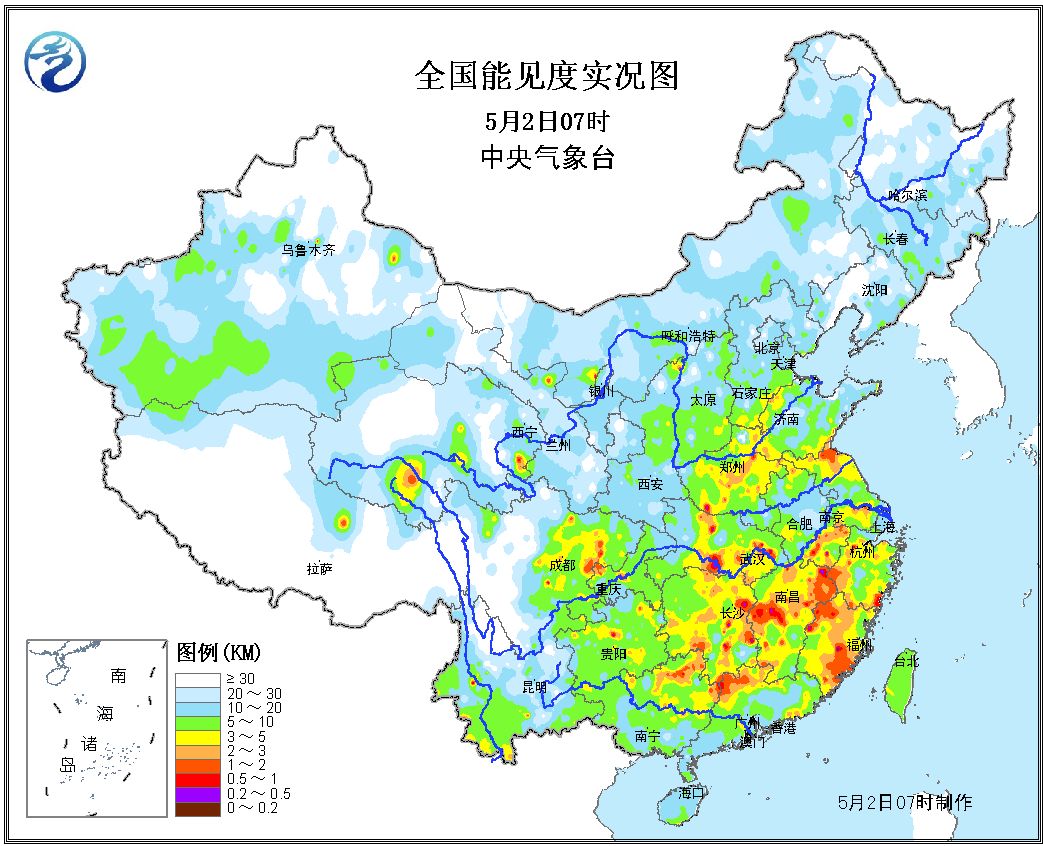 全国能见度实况图
5月2日07时
中央气象台
哈尔滨
长春
乌鲁木齐
沈阳
呼和浩特
北京
天津
银川
太原
石家庄
济南
西宁
兰州
郑州
西安
合肥
南京
上海
成都
武汉
杭州
拉萨
重庆
南昌
长沙
福州
贵阳
台北
昆明
广州
香港
南宁
澳门
海口
南
海
诸
岛
图例(KM)
≥30
20～30
10～20
5～10
3～5
2～3
1～2
0.5～1
0.2～0.5
0～0.2
5月2日07时制作